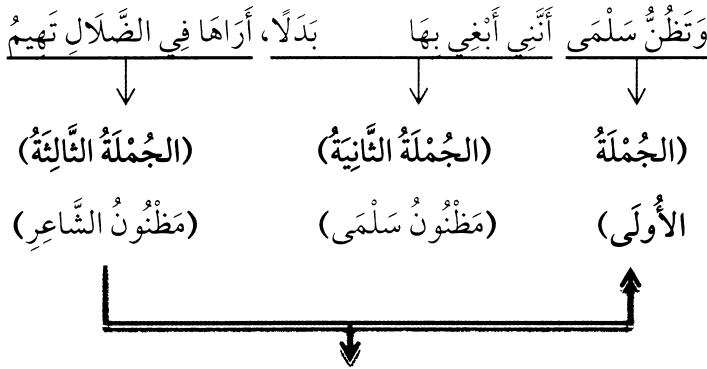 وَتَظُنُّ سَلْمَى أَنَّنِي أَبْغِي بِهَا بَدَلًا، أَرَاهَا فِي الضَّلَالِ تَهِيمُ
(الجُمْلَةُ (الجُمْلَةُ الثَّانِيَةُ) (الجُمْلَةُ الثَّالِثَةُ)
الأُولَى) (مَظْنُونُ سَلْمَى) (مَظْنُونُ الشَّاعِرِ)